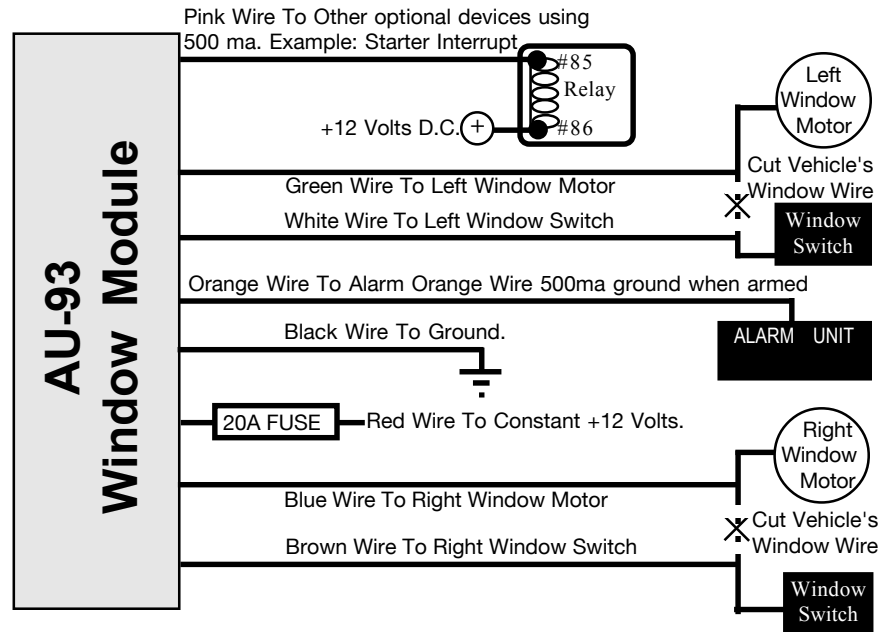 Pink Wire To Other optional devices using
500 ma. Example: Starter Interrupt
#85
Relay
+12 Volts D.C. +
#86
Left
Window
Motor
Green Wire To Left Window Motor
Cut Vehicle's
Window Wire
White Wire To Left Window Switch
Window
Switch
AU-93
Window Module
Orange Wire To Alarm Orange Wire 500ma ground when armed
Black Wire To Ground.
ALARM UNIT
20A FUSE
Red Wire To Constant +12 Volts.
Right
Window
Motor
Blue Wire To Right Window Motor
Cut Vehicle's
Window Wire
Brown Wire To Right Window Switch
Window
Switch